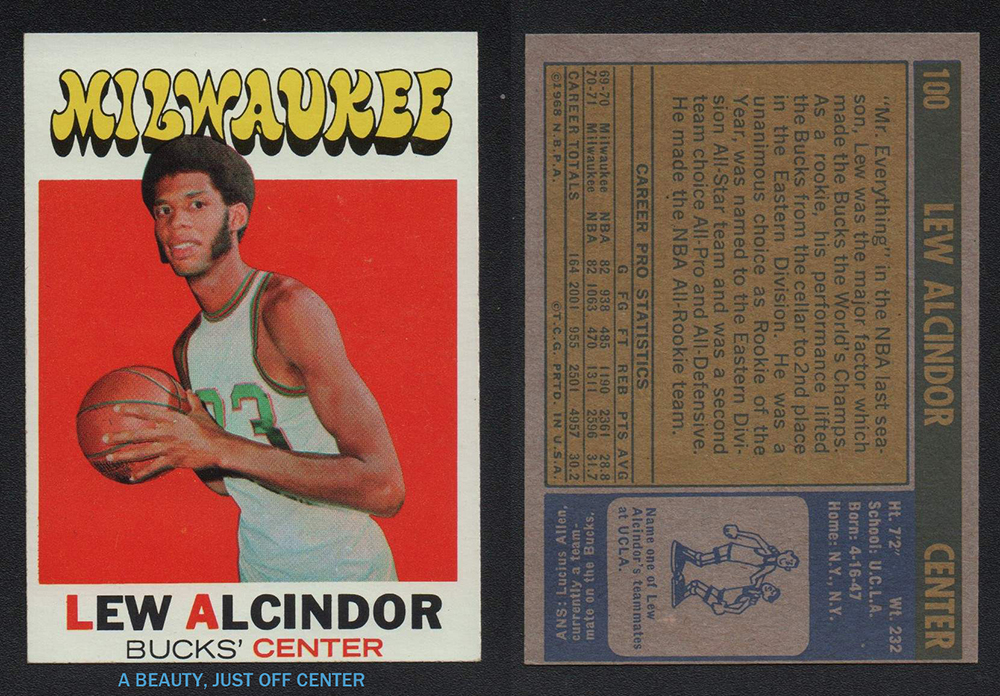 MILWAUKEE
33
LEW ALCINDOR
BUCKS' CENTER
A BEAUTY, JUST OFF CENTER
100 LEW ALCINDOR CENTER
"Mr. Everything" in the NBA last sea-
son, Lew was the major factor which
made the Bucks the World's Champs.
As a rookie, his performance lifted
the Bucks from the cellar to 2nd place
in the Eastern Division. He was a
unanimous choice as Rookie of the
Year, was named to the Eastern Divi-
sion All-Star team and was a second
team choice All-Pro and All-Defensive.
He made the NBA All-Rookie team.
CAREER PRO STATISTICS
G FG FT REB PTS AVG
69-70 Milwaukee NBA 82 938 485 1190 2361 28.8
70-71 Milwaukee NBA 82 1063 470 1311 2596 31.7
CAREER TOTALS 164 2001 955 2501 4957 30.2
©1968 N.B.P.A. ©T.C.G. PRTD. IN U.S.A.
Ht. 7'2" Wt. 232
School: U.C.L.A.
Born: 4-16-47
Home: N.Y., N.Y.
Name one of Lew
Alcindor's teammates
at UCLA.
ANS: Lucius Allen,
currently a team-
mate on the Bucks.